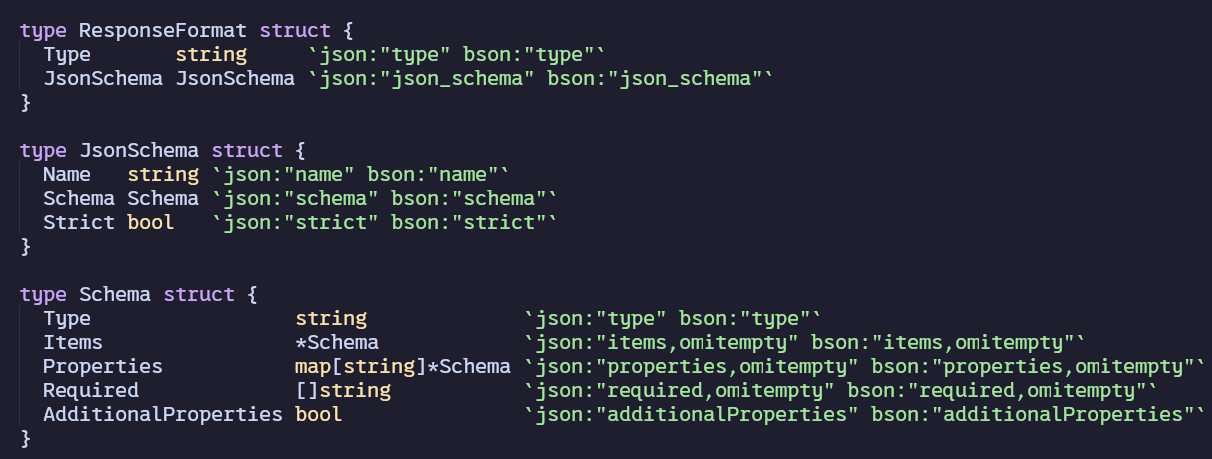 type ResponseFormat struct {
  Type       string     `json:"type" bson:"type"`
  JsonSchema JsonSchema `json:"json_schema" bson:"json_schema"`
}

type JsonSchema struct {
  Name   string `json:"name" bson:"name"`
  Schema Schema `json:"schema" bson:"schema"`
  Strict bool   `json:"strict" bson:"strict"`
}

type Schema struct {
  Type                 string             `json:"type" bson:"type"`
  Items                *Schema            `json:"items,omitempty" bson:"items,omitempty"`
  Properties           map[string]*Schema `json:"properties,omitempty" bson:"properties,omitempty"`
  Required             []string           `json:"required,omitempty" bson:"required,omitempty"`
  AdditionalProperties bool               `json:"additionalProperties" bson:"additionalProperties"`
}